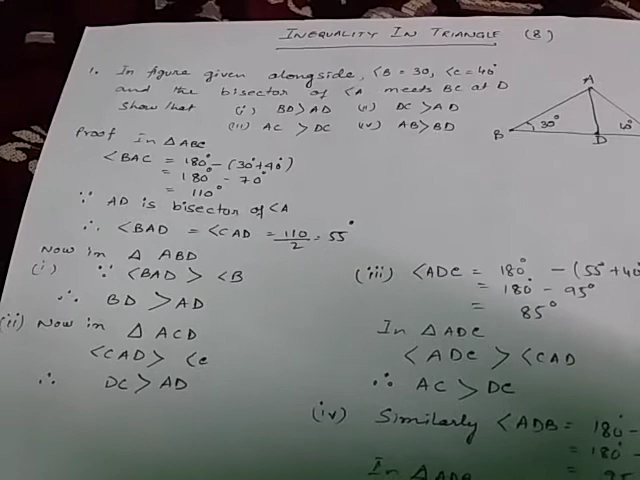 INEQUALITY IN TRIANGLE (8)
1. In figure given alongside, <B = 30, <C = 40°
and the bisector of <A meets BC at D
Show that (i) BD > AD (ii) DC > AD
(iii) AC > DC (iv) AB > BD
A
B 30° D 40°
Proof In △ ABC
<BAC = 180° - (30° + 40°)
= 180° - 70°
= 110°
∵ AD is bisector of <A
∴ <BAD = <CAD = 110/2 = 55°
Now in △ ABD
(i) ∵ <BAD > <B
∴ BD > AD
(ii) Now in △ ACD
<CAD > <C
∴ DC > AD
(iii) <ADC = 180° - (55° + 40°
= 180° - 95°
= 85°
In △ ADC
<ADC > <CAD
∴ AC > DC
(iv) Similarly <ADB = 180° -
= 180° -
= 95
In △ ADB